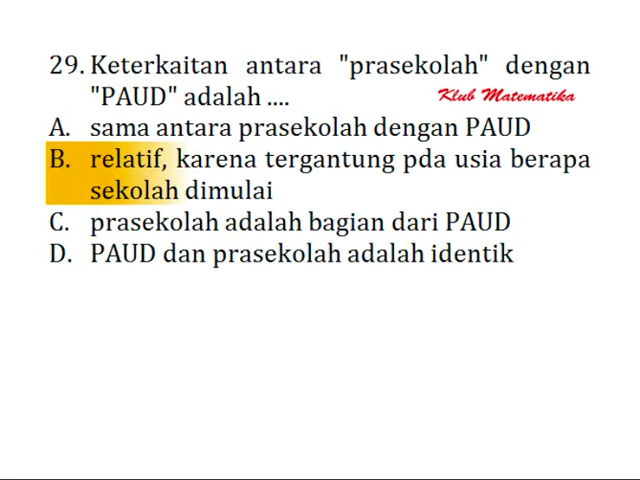 29. Keterkaitan antara "prasekolah" dengan
"PAUD" adalah ....
Klub Matematika
A. sama antara prasekolah dengan PAUD
B. relatif, karena tergantung pda usia berapa
sekolah dimulai
C. prasekolah adalah bagian dari PAUD
D. PAUD dan prasekolah adalah identik